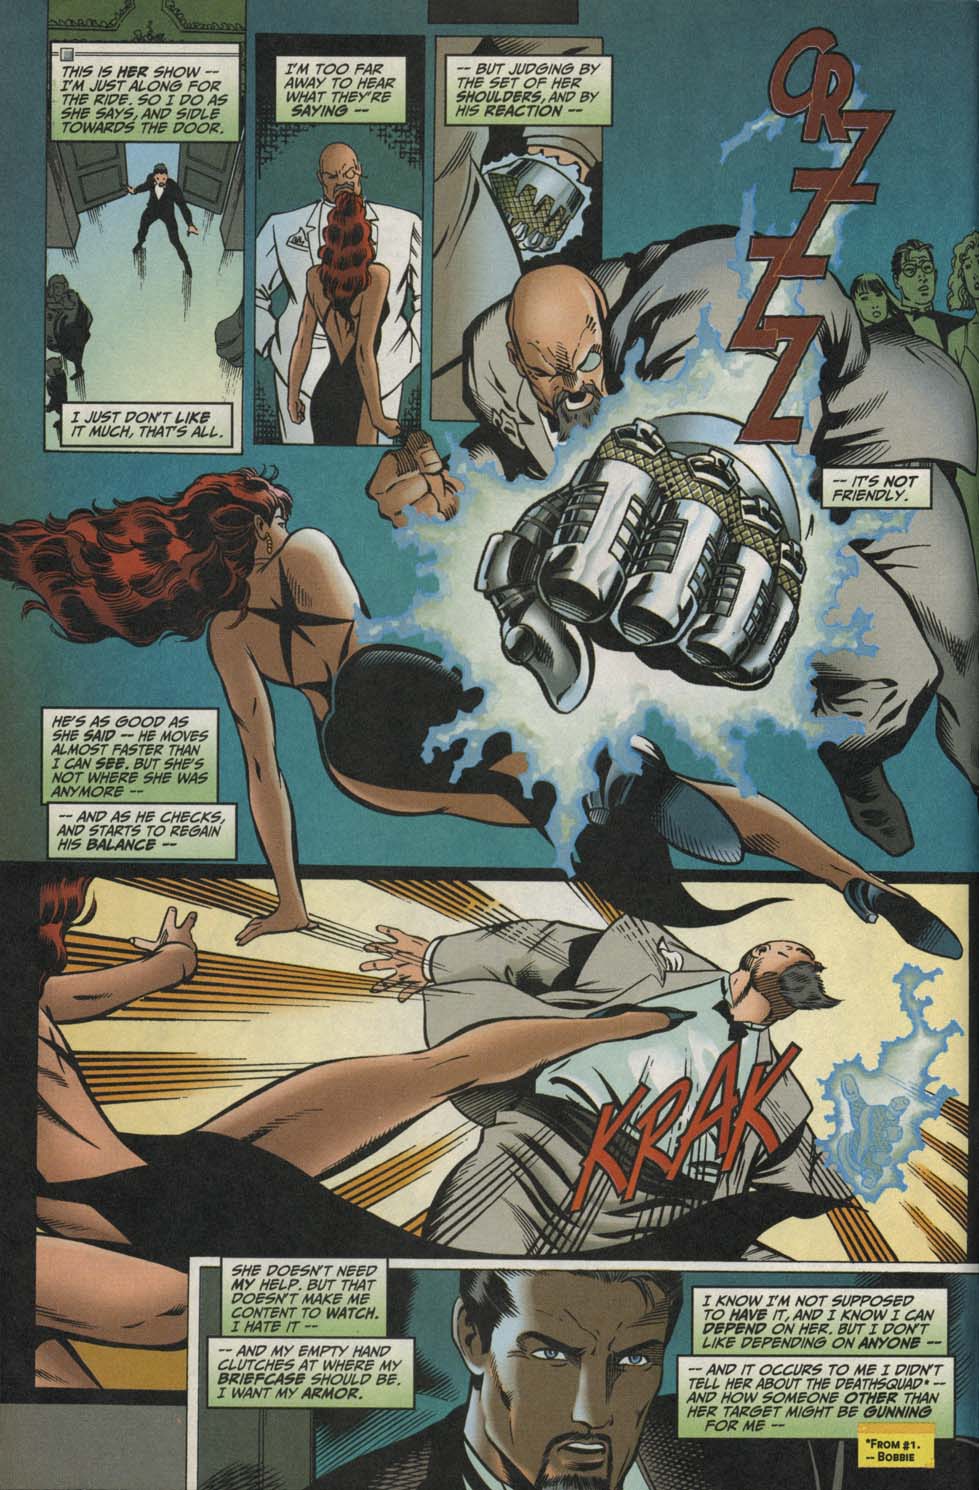 THIS IS HER SHOW --
I'M JUST ALONG FOR
THE RIDE. SO I DO AS
SHE SAYS, AND SIDLE
TOWARDS THE DOOR.
I JUST DON'T LIKE
IT MUCH, THAT'S ALL.
I'M TOO FAR
AWAY TO HEAR
WHAT THEY'RE
SAYING --
-- BUT JUDGING BY
THE SET OF HER
SHOULDERS, AND BY
HIS REACTION --
CRZZZZZ
-- IT'S NOT
FRIENDLY.
HE'S AS GOOD AS
SHE SAID -- HE MOVES
ALMOST FASTER THAN
I CAN SEE. BUT SHE'S
NOT WHERE SHE WAS
ANYMORE --
-- AND AS HE CHECKS,
AND STARTS TO REGAIN
HIS BALANCE --
KRAK
SHE DOESN'T NEED
MY HELP. BUT THAT
DOESN'T MAKE ME
CONTENT TO WATCH.
I HATE IT --
-- AND MY EMPTY HAND
CLUTCHES AT WHERE MY
BRIEFCASE SHOULD BE.
I WANT MY ARMOR.
I KNOW I'M NOT SUPPOSED
TO HAVE IT, AND I KNOW I CAN
DEPEND ON HER. BUT I DON'T
LIKE DEPENDING ON ANYONE --
-- AND IT OCCURS TO ME I DIDN'T
TELL HER ABOUT THE DEATHSQUAD* --
-- AND HOW SOMEONE OTHER THAN
HER TARGET MIGHT BE GUNNING
FOR ME --
*FROM #1.
-- BOBBIE